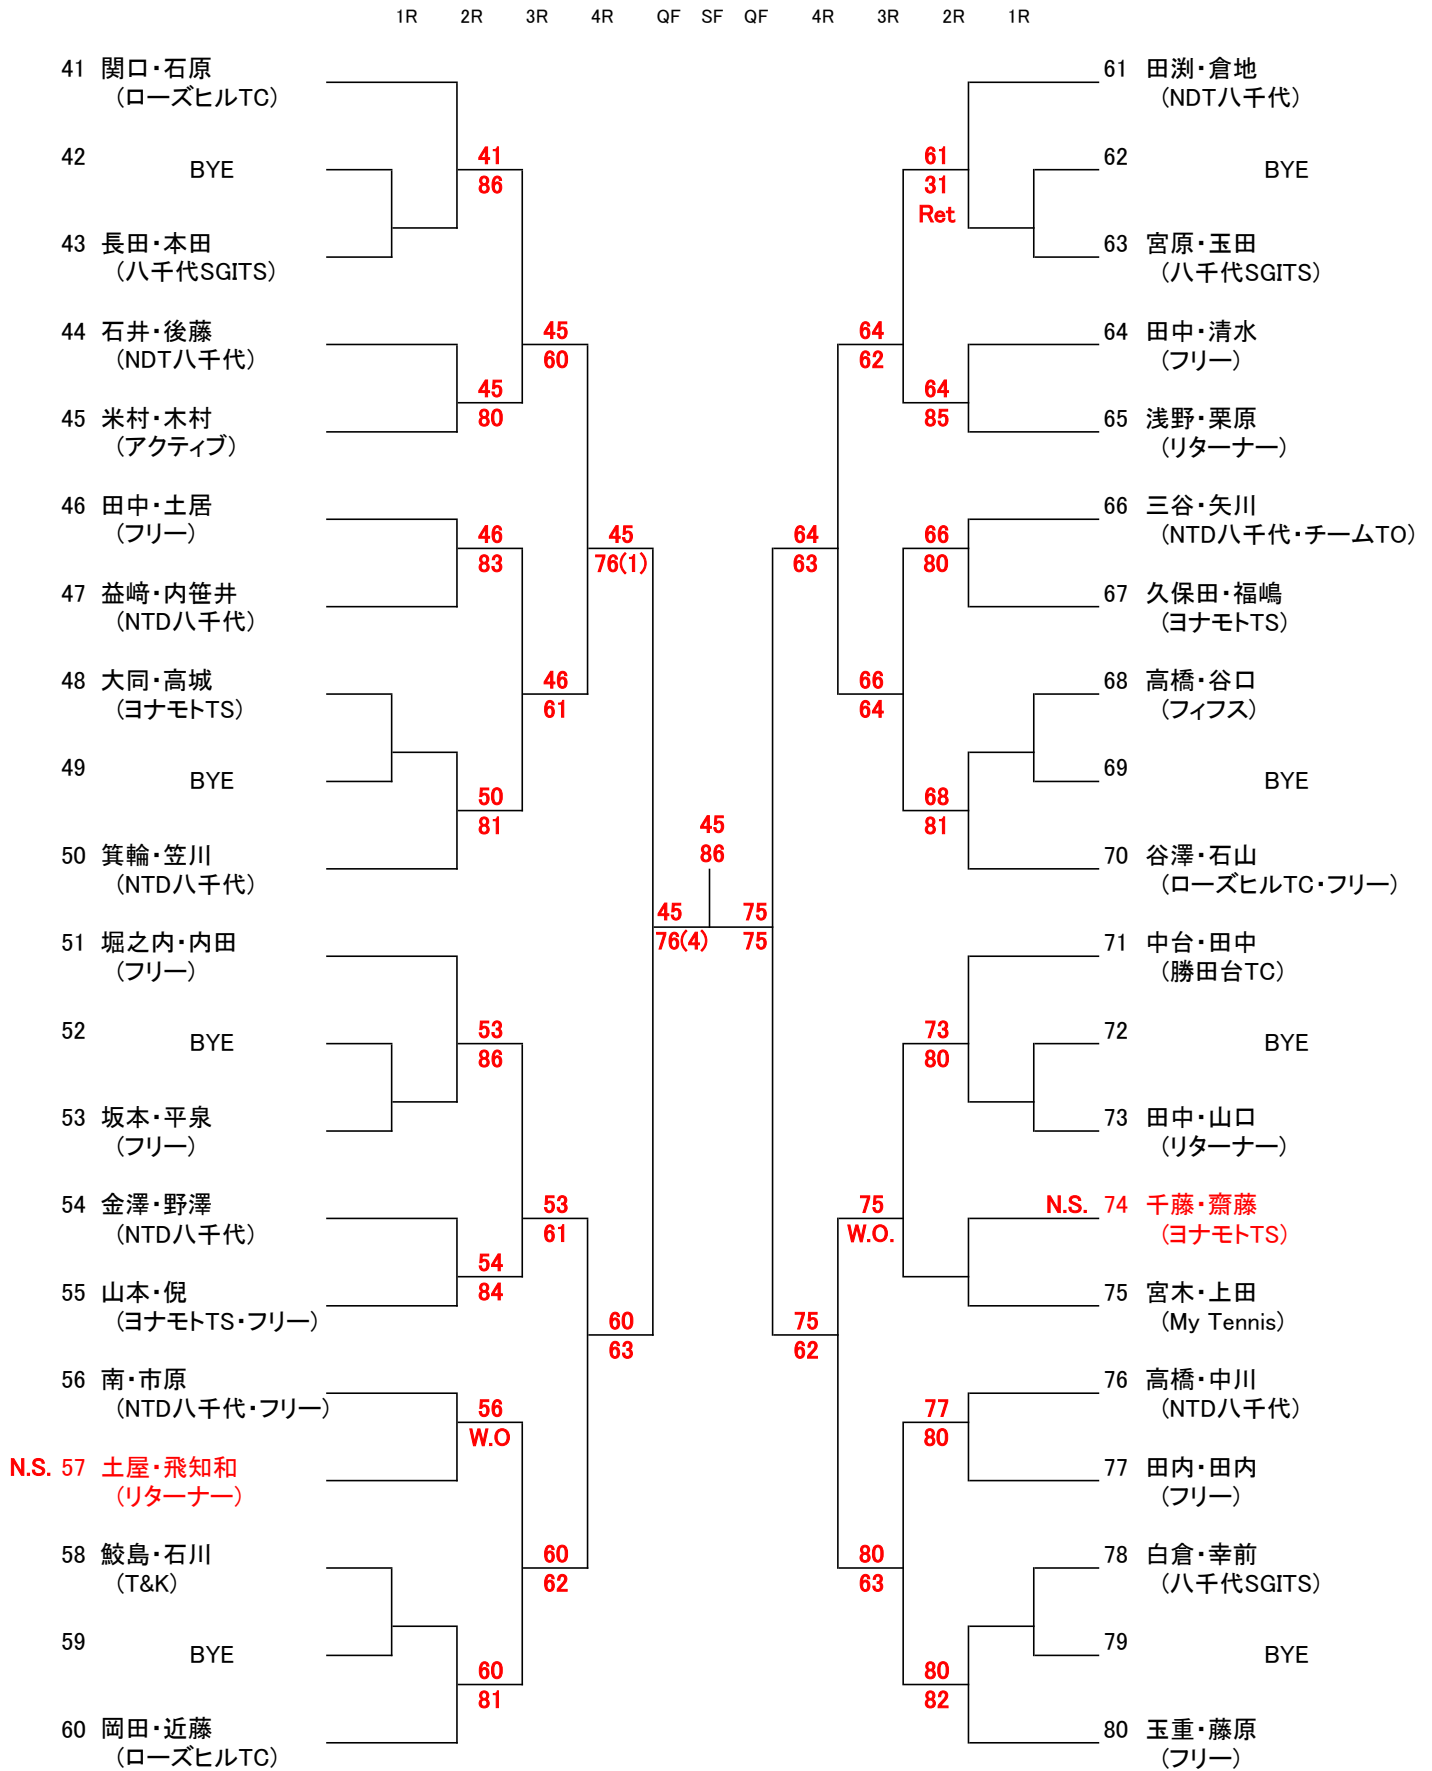 1R 2R 3R 4R QF SF QF 4R 3R 2R 1R
41 関口・石原
(ローズヒルTC)
42 BYE
43 長田・本田
(八千代SGITS)
44 石井・後藤
(NDT八千代)
45 米村・木村
(アクティブ)
46 田中・土居
(フリー)
47 益﨑・内笹井
(NTD八千代)
48 大同・高城
(ヨナモトTS)
49 BYE
50 箕輪・笠川
(NTD八千代)
51 堀之内・内田
(フリー)
52 BYE
53 坂本・平泉
(フリー)
54 金澤・野澤
(NTD八千代)
55 山本・倪
(ヨナモトTS・フリー)
56 南・市原
(NTD八千代・フリー)
N.S. 57 土屋・飛知和
(リターナー)
58 鮫島・石川
(T&K)
59 BYE
60 岡田・近藤
(ローズヒルTC)
41
86
45
80
46
83
50
81
53
86
54
84
56
W.O
60
81
45
60
46
61
53
61
60
62
45
76(1)
60
63
45
76(4)
45
86
75
75
64
63
75
62
64
62
66
64
75
W.O.
80
63
61
31
Ret
64
85
66
80
68
81
73
80
77
80
80
82
61 田渕・倉地
(NDT八千代)
62 BYE
63 宮原・玉田
(八千代SGITS)
64 田中・清水
(フリー)
65 浅野・栗原
(リターナー)
66 三谷・矢川
(NTD八千代・チームTO)
67 久保田・福嶋
(ヨナモトTS)
68 高橋・谷口
(フィフス)
69 BYE
70 谷澤・石山
(ローズヒルTC・フリー)
71 中台・田中
(勝田台TC)
72 BYE
73 田中・山口
(リターナー)
N.S. 74 千藤・齋藤
(ヨナモトTS)
75 宮木・上田
(My Tennis)
76 高橋・中川
(NTD八千代)
77 田内・田内
(フリー)
78 白倉・幸前
(八千代SGITS)
79 BYE
80 玉重・藤原
(フリー)